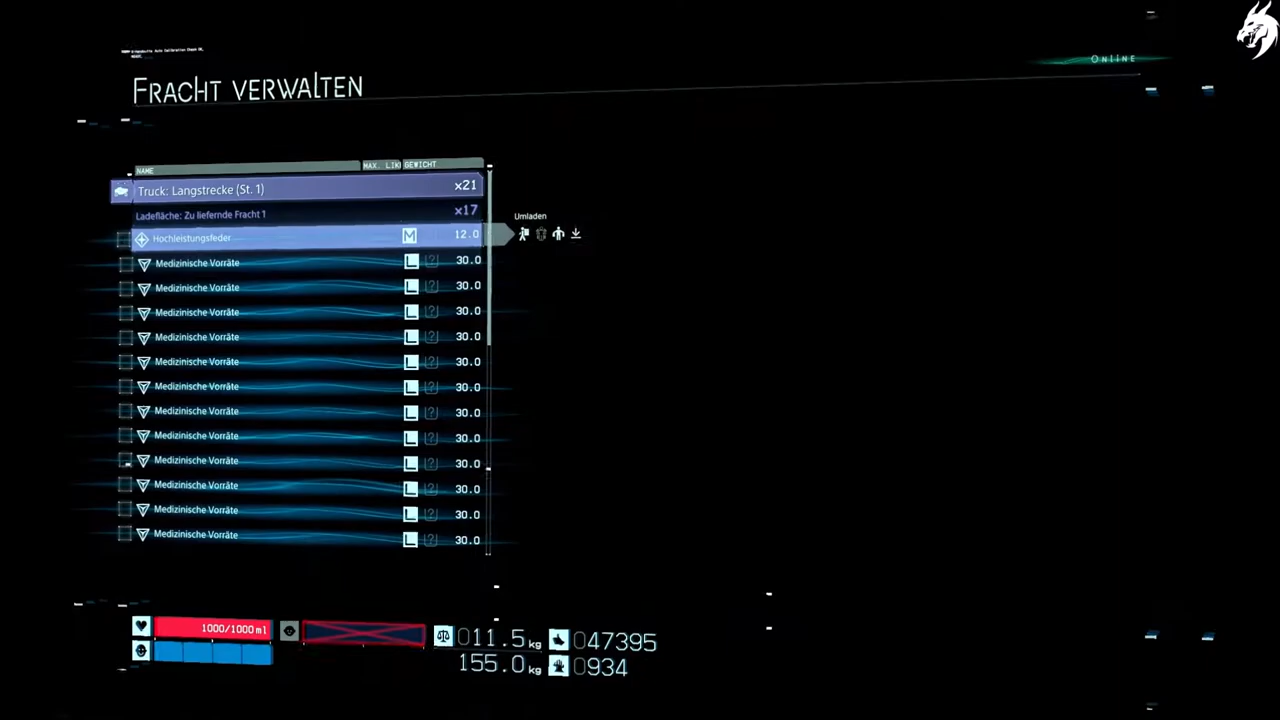 FRACHT VERWALTEN
ONLINE
NAME MAX. LIK GEWICHT
Truck: Langstrecke (St. 1) x21
Ladefläche: Zu liefernde Fracht 1 x17
Umladen
Hochleistungsfeder M 12.0
Medizinische Vorräte L [?] 30.0
Medizinische Vorräte L [?] 30.0
Medizinische Vorräte L [?] 30.0
Medizinische Vorräte L [?] 30.0
Medizinische Vorräte L [?] 30.0
Medizinische Vorräte L [?] 30.0
Medizinische Vorräte L [?] 30.0
Medizinische Vorräte L [?] 30.0
Medizinische Vorräte L [?] 30.0
Medizinische Vorräte L [?] 30.0
Medizinische Vorräte L [?] 30.0
Medizinische Vorräte L [?] 30.0
1000/1000 ml
011.5 kg 047395
155.0 kg 0934